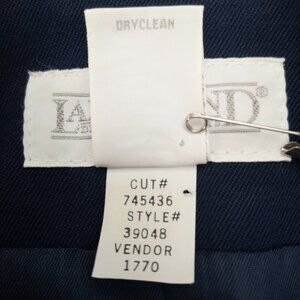 DRYCLEAN
CUT#
745436
STYLE#
39048
VENDOR
1770